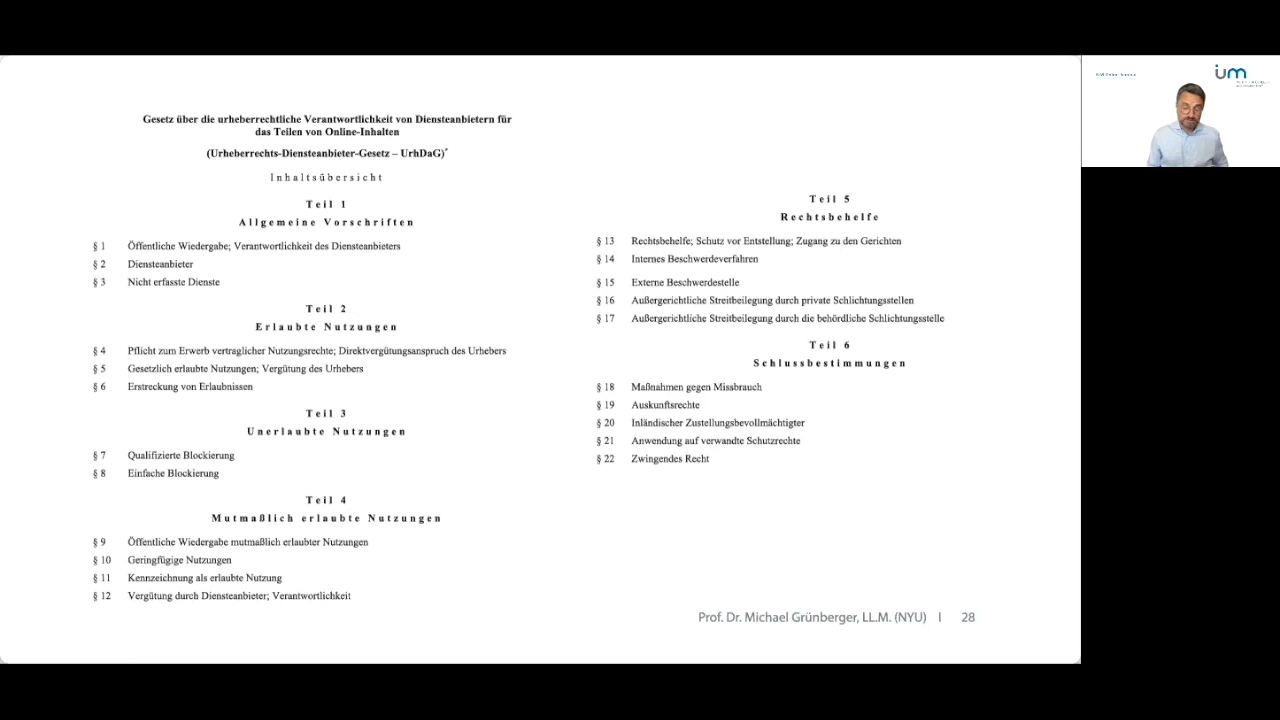 Gesetz über die urheberrechtliche Verantwortlichkeit von Diensteanbietern für
das Teilen von Online-Inhalten
(Urheberrechts-Diensteanbieter-Gesetz – UrhDaG)*
Inhaltsübersicht
Teil 1
Allgemeine Vorschriften
§ 1 Öffentliche Wiedergabe; Verantwortlichkeit des Diensteanbieters
§ 2 Diensteanbieter
§ 3 Nicht erfasste Dienste
Teil 2
Erlaubte Nutzungen
§ 4 Pflicht zum Erwerb vertraglicher Nutzungsrechte; Direktvergütungsanspruch des Urhebers
§ 5 Gesetzlich erlaubte Nutzungen; Vergütung des Urhebers
§ 6 Erstreckung von Erlaubnissen
Teil 3
Unerlaubte Nutzungen
§ 7 Qualifizierte Blockierung
§ 8 Einfache Blockierung
Teil 4
Mutmaßlich erlaubte Nutzungen
§ 9 Öffentliche Wiedergabe mutmaßlich erlaubter Nutzungen
§ 10 Geringfügige Nutzungen
§ 11 Kennzeichnung als erlaubte Nutzung
§ 12 Vergütung durch Diensteanbieter; Verantwortlichkeit
Teil 5
Rechtsbehelfe
§ 13 Rechtsbehelfe; Schutz vor Entstellung; Zugang zu den Gerichten
§ 14 Internes Beschwerdeverfahren
§ 15 Externe Beschwerdestelle
§ 16 Außergerichtliche Streitbeilegung durch private Schlichtungsstellen
§ 17 Außergerichtliche Streitbeilegung durch die behördliche Schlichtungsstelle
Teil 6
Schlussbestimmungen
§ 18 Maßnahmen gegen Missbrauch
§ 19 Auskunftsrechte
§ 20 Inländischer Zustellungsbevollmächtigter
§ 21 Anwendung auf verwandte Schutzrechte
§ 22 Zwingendes Recht
Prof. Dr. Michael Grünberger, LL.M. (NYU) I 28
ium